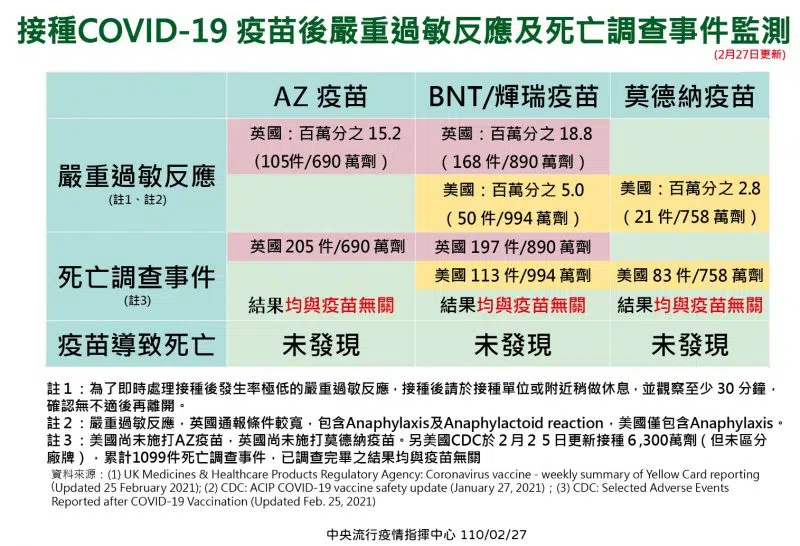 接種COVID-19 疫苗後嚴重過敏反應及死亡調查事件監測
(2月27日更新)
AZ 疫苗
BNT/輝瑞疫苗
莫德納疫苗
嚴重過敏反應
(註1、註2)
英國：百萬分之 15.2
(105件/690 萬劑）
英國：百萬分之 18.8
（168 件/890 萬劑）
美國：百萬分之 5.0
（50 件/994 萬劑）
美國：百萬分之 2.8
（21 件/758 萬劑）
死亡調查事件
(註3)
英國 205 件/690 萬劑
英國 197 件/890 萬劑
美國 113 件/994 萬劑
美國 83 件/758 萬劑
結果均與疫苗無關
結果均與疫苗無關
結果均與疫苗無關
疫苗導致死亡
未發現
未發現
未發現
註１：為了即時處理接種後發生率極低的嚴重過敏反應，接種後請於接種單位或附近稍做休息，並觀察至少 30 分鐘，
確認無不適後再離開。
註２：嚴重過敏反應，英國通報條件較寬，包含Anaphylaxis及Anaphylactoid reaction，美國僅包含Anaphylaxis。
註３：美國尚未施打AZ疫苗，英國尚未施打莫德納疫苗。另美國CDC於２月２５日更新接種６,300萬劑（但未區分
廠牌），累計1099件死亡調查事件，已調查完畢之結果均與疫苗無關
資料來源：(1) UK Medicines & Healthcare Products Regulatory Agency: Coronavirus vaccine - weekly summary of Yellow Card reporting
(Updated 25 February 2021); (2) CDC: ACIP COVID-19 vaccine safety update (January 27, 2021)；(3) CDC: Selected Adverse Events
Reported after COVID-19 Vaccination (Updated Feb. 25, 2021)
中央流行疫情指揮中心 110/02/27